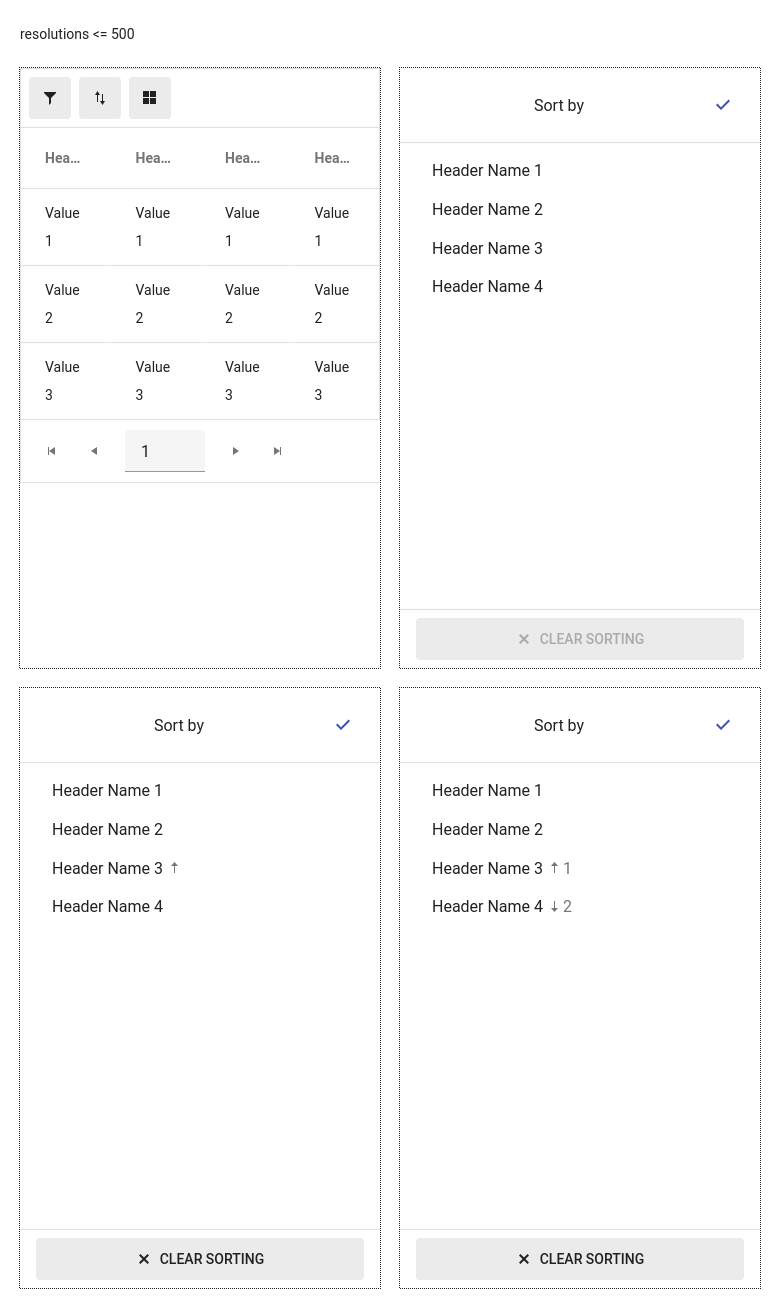 resolutions <= 500
Hea... Hea... Hea... Hea...
Value Value Value Value
1 1 1 1
Value Value Value Value
2 2 2 2
Value Value Value Value
3 3 3 3
1
Sort by
Header Name 1
Header Name 2
Header Name 3
Header Name 4
CLEAR SORTING
Sort by
Header Name 1
Header Name 2
Header Name 3 ↑
Header Name 4
CLEAR SORTING
Sort by
Header Name 1
Header Name 2
Header Name 3 ↑ 1
Header Name 4 ↓ 2
CLEAR SORTING